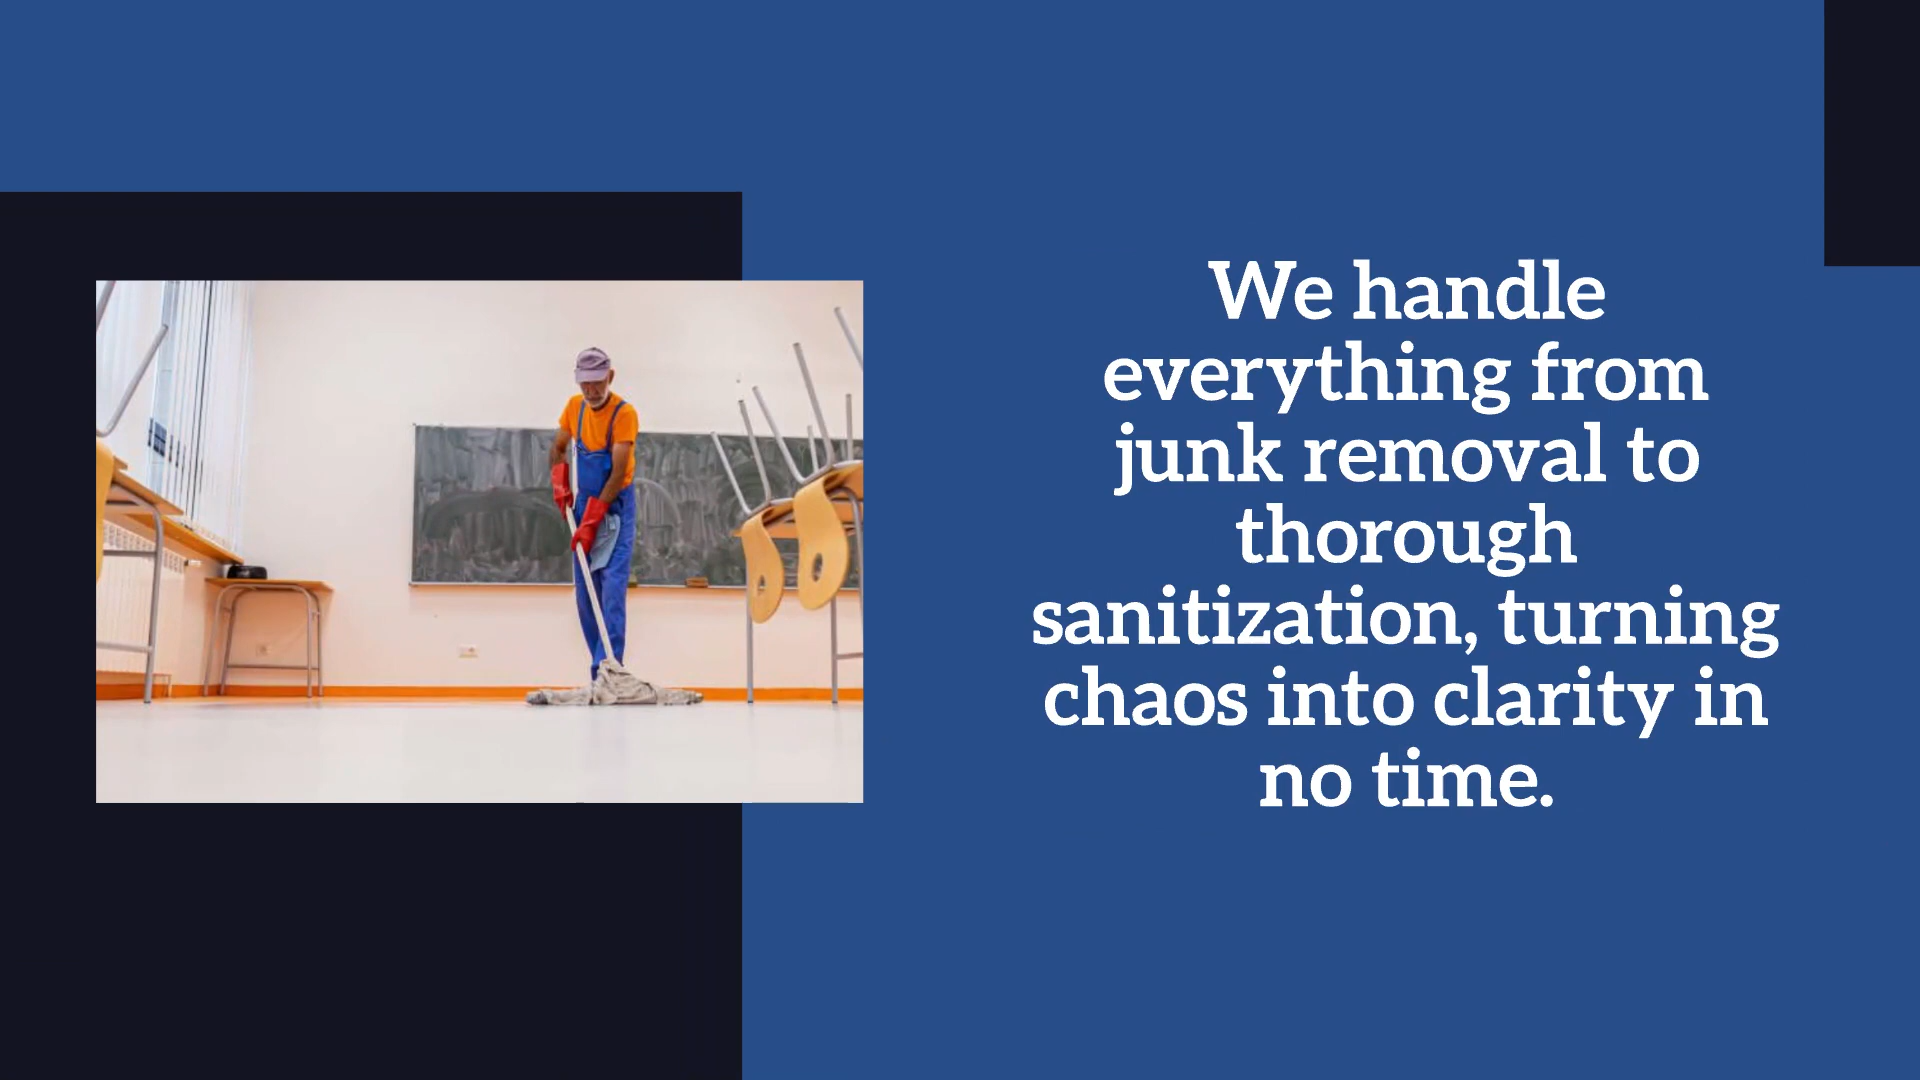 We handle
everything from
junk removal to
thorough
sanitization, turning
chaos into clarity in
no time.